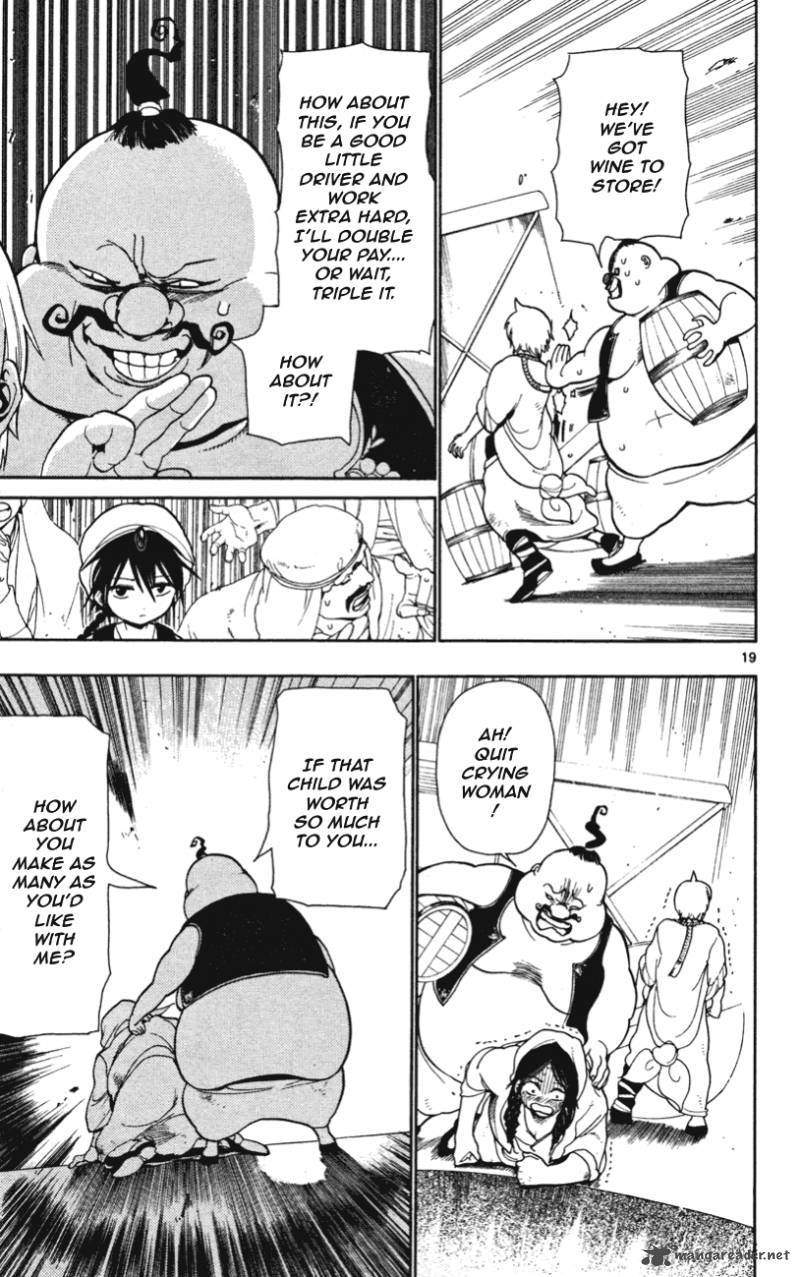 HEY!
WE'VE
GOT
WINE TO
STORE!
HOW ABOUT
THIS, IF YOU
BE A GOOD
LITTLE
DRIVER AND
WORK
EXTRA HARD,
I'LL DOUBLE
YOUR PAY....
OR WAIT,
TRIPLE IT.
HOW
ABOUT
IT?!
19
AH!
QUIT
CRYING
WOMAN
!
IF THAT
CHILD WAS
WORTH
SO MUCH
TO YOU...
HOW
ABOUT
YOU
MAKE AS
MANY AS
YOU'D
LIKE
WITH
ME?
mangareader.net